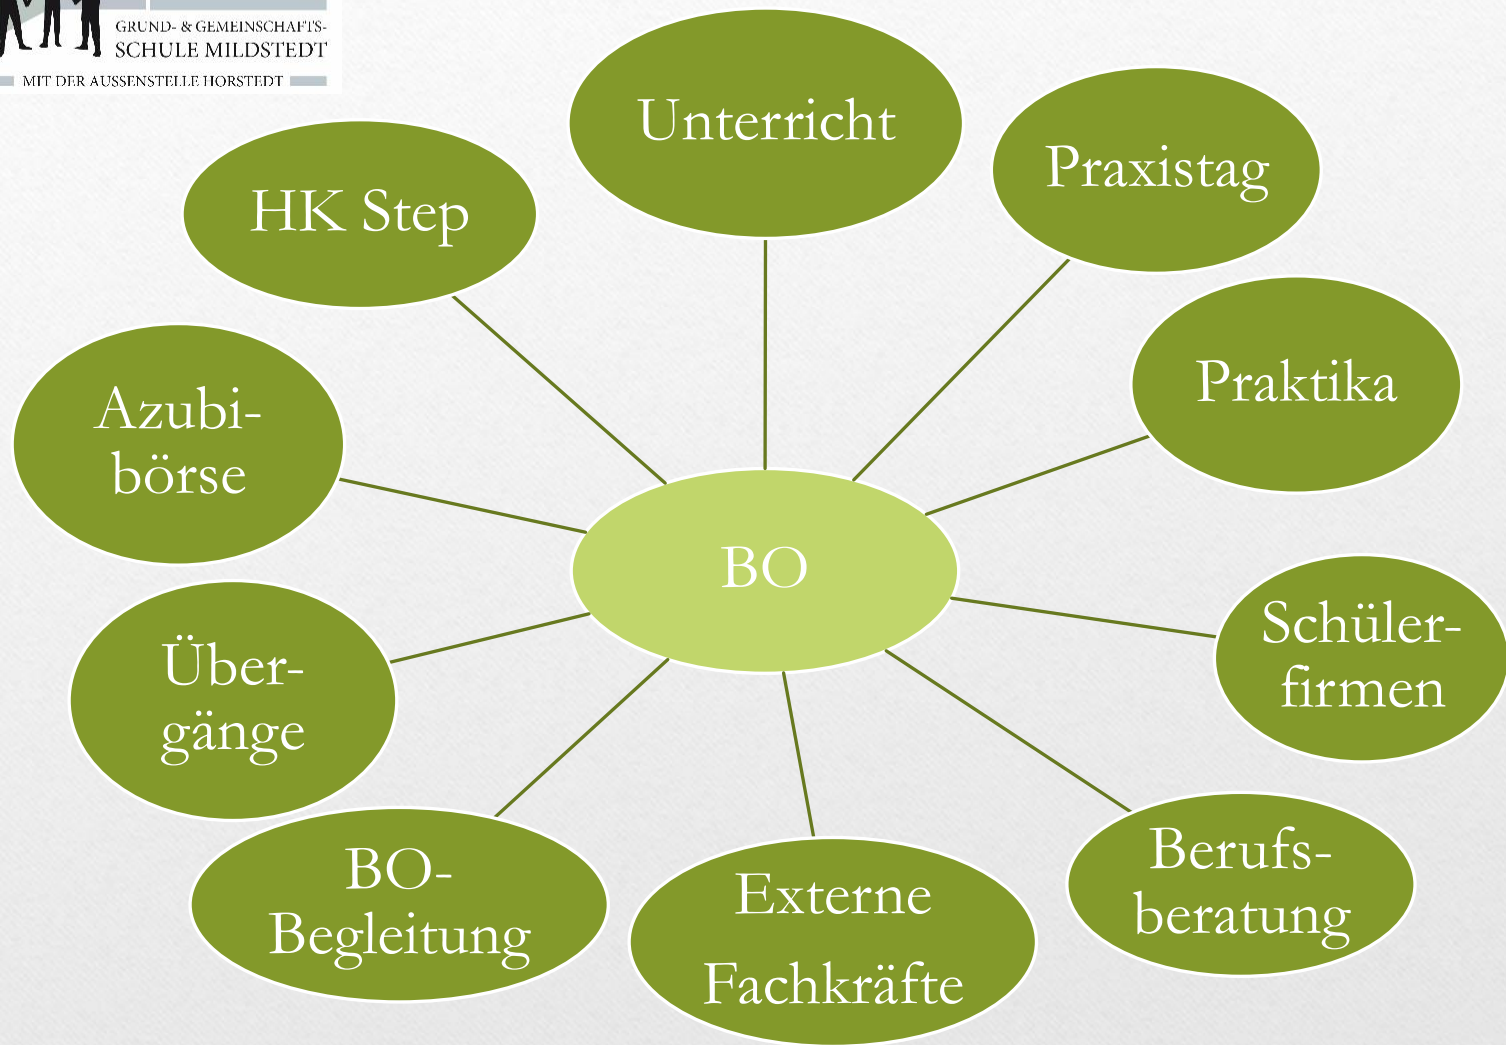 GRUND- & GEMEINSCHAFTS-
SCHULE MILDSTEDT
MIT DER AUSSENSTELLE HORSTEDT
Unterricht
Praxistag
HK Step
Praktika
Azubi-
börse
BO
Schüler-
firmen
Über-
gänge
Berufs-
beratung
BO-
Begleitung
Externe
Fachkräfte